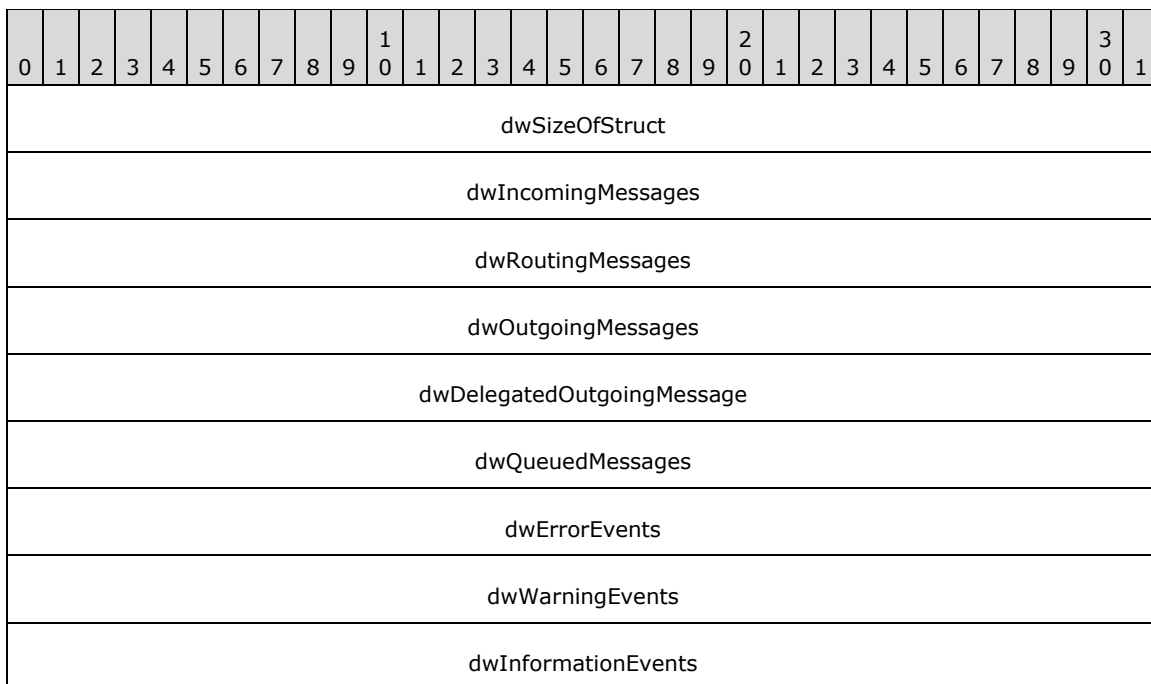 1 2 3
0 1 2 3 4 5 6 7 8 9 0 1 2 3 4 5 6 7 8 9 0 1 2 3 4 5 6 7 8 9 0 1
dwSizeOfStruct
dwIncomingMessages
dwRoutingMessages
dwOutgoingMessages
dwDelegatedOutgoingMessage
dwQueuedMessages
dwErrorEvents
dwWarningEvents
dwInformationEvents